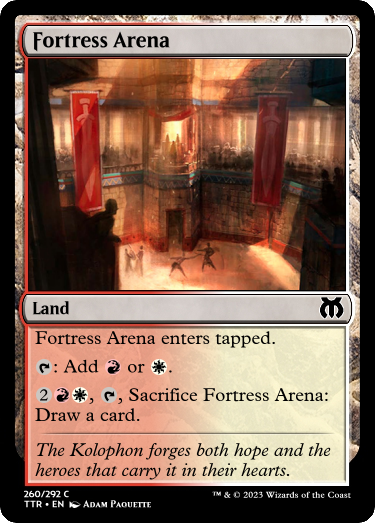 Fortress Arena
Land
Fortress Arena enters tapped.
: Add or .
2 , , Sacrifice Fortress Arena:
Draw a card.
The Kolophon forges both hope and the
heroes that carry it in their hearts.
260/292 C
TTR • EN Adam Paquette
™ & © 2023 Wizards of the Coast